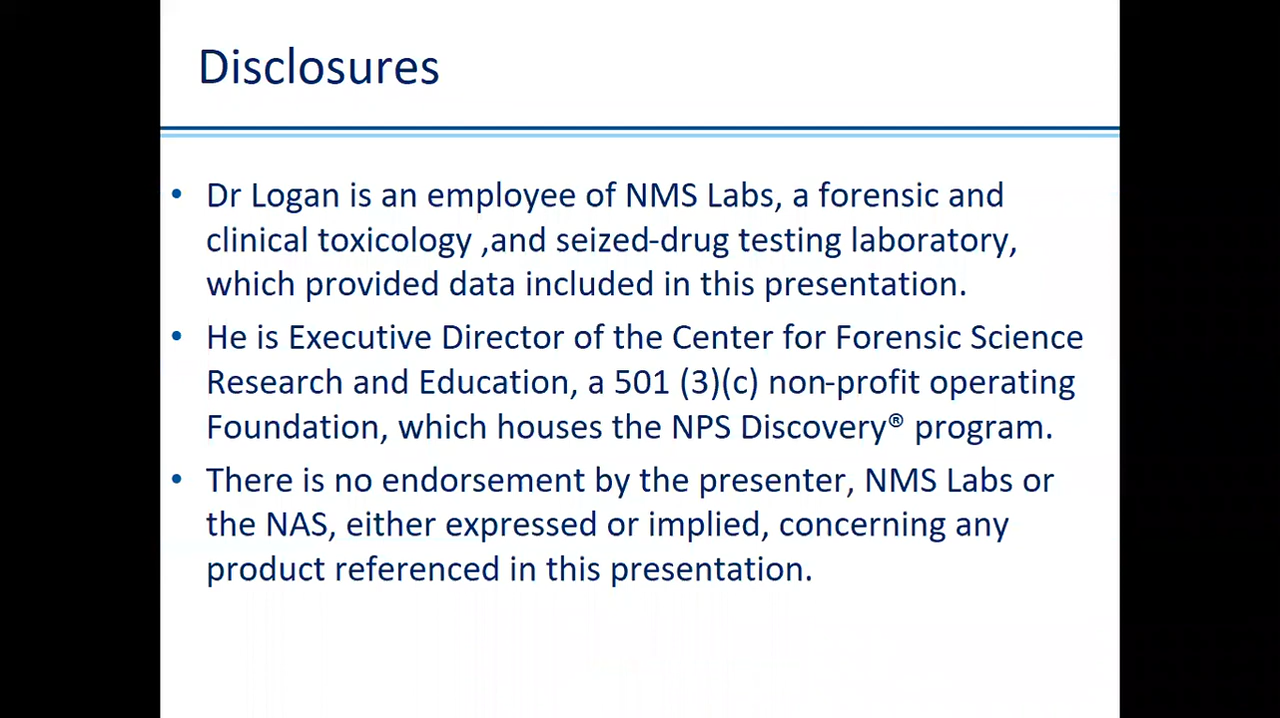 Disclosures
• Dr Logan is an employee of NMS Labs, a forensic and
clinical toxicology ,and seized-drug testing laboratory,
which provided data included in this presentation.
• He is Executive Director of the Center for Forensic Science
Research and Education, a 501 (3)(c) non-profit operating
Foundation, which houses the NPS Discovery® program.
• There is no endorsement by the presenter, NMS Labs or
the NAS, either expressed or implied, concerning any
product referenced in this presentation.